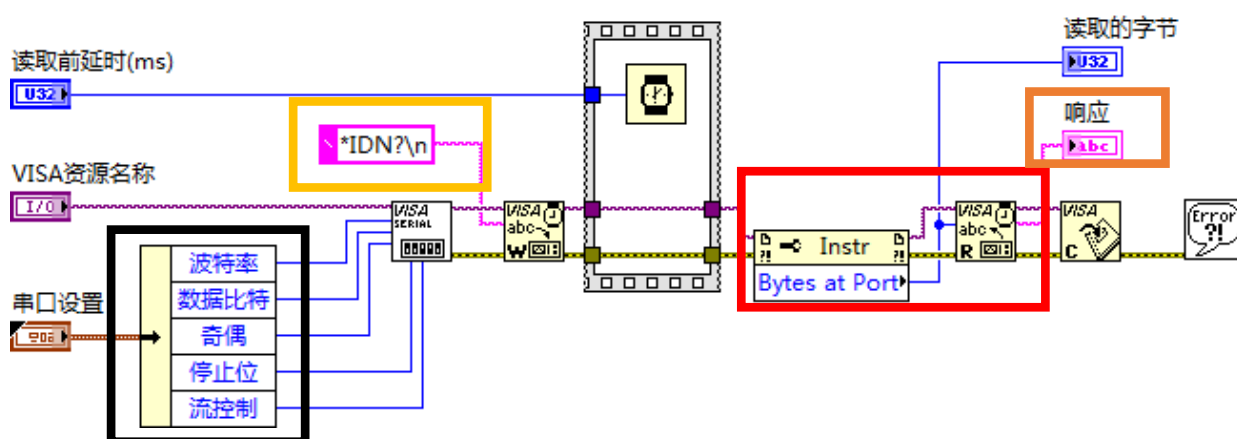 读取的字节
读取前延时(ms)
U32
U32
响应
*IDN?\n
abc
VISA资源名称
I/O
VISA
SERIAL
VISA
abc
W
VISA
abc
R
VISA
C
Error
?!
?!
?!
Instr
Bytes at Port
波特率
数据比特
串口设置
奇偶
停止位
流控制